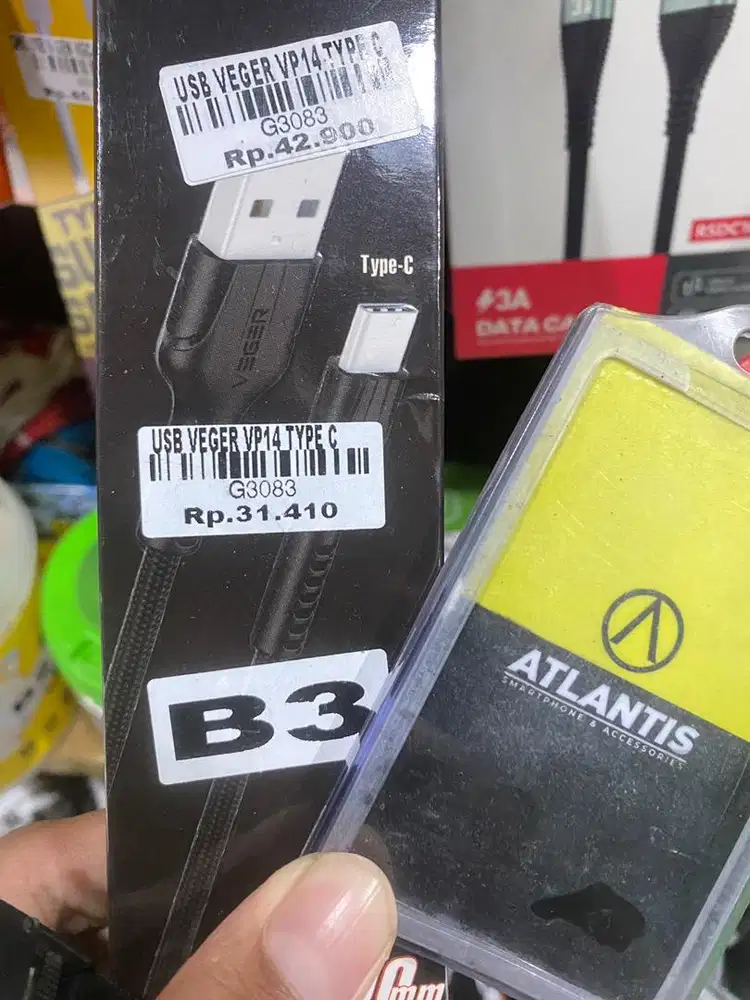 USB VEGER VP14 TYPE C
G3083
Rp.42.900
Type-C
VEGER
USB VEGER VP14 TYPE C
G3083
Rp.31.410
B3
#3A
DATA
ATLANTIS
SMARTPHONE & ACCESSORIES
mm